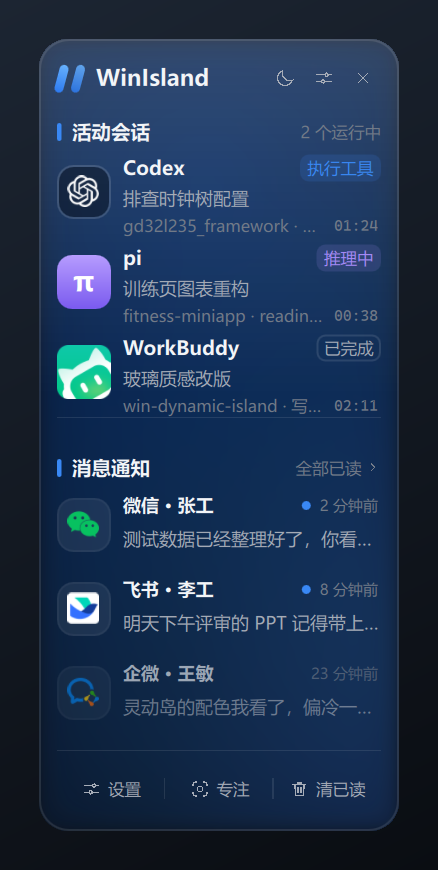 WinIsland
活动会话
2 个运行中
Codex
执行工具
排查时钟树配置
gd32l235_framework · ...
01:24
π
pi
推理中
训练页图表重构
fitness-miniapp · readin...
00:38
WorkBuddy
已完成
玻璃质感改版
win-dynamic-island · 写...
02:11
消息通知
全部已读
微信 · 张工
2 分钟前
测试数据已经整理好了，你看...
飞书 · 李工
8 分钟前
明天下午评审的 PPT 记得带上...
企微 · 王敏
23 分钟前
灵动岛的配色我看了，偏冷一...
设置
专注
清已读